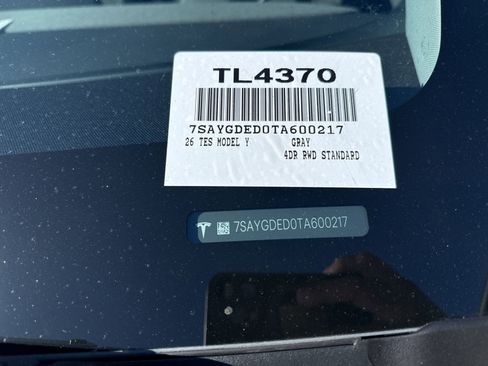 TL4370
7SAYGDED0TA600217
26 TES MODEL Y GRAY
4DR RWD STANDARD
7SAYGDED0TA600217